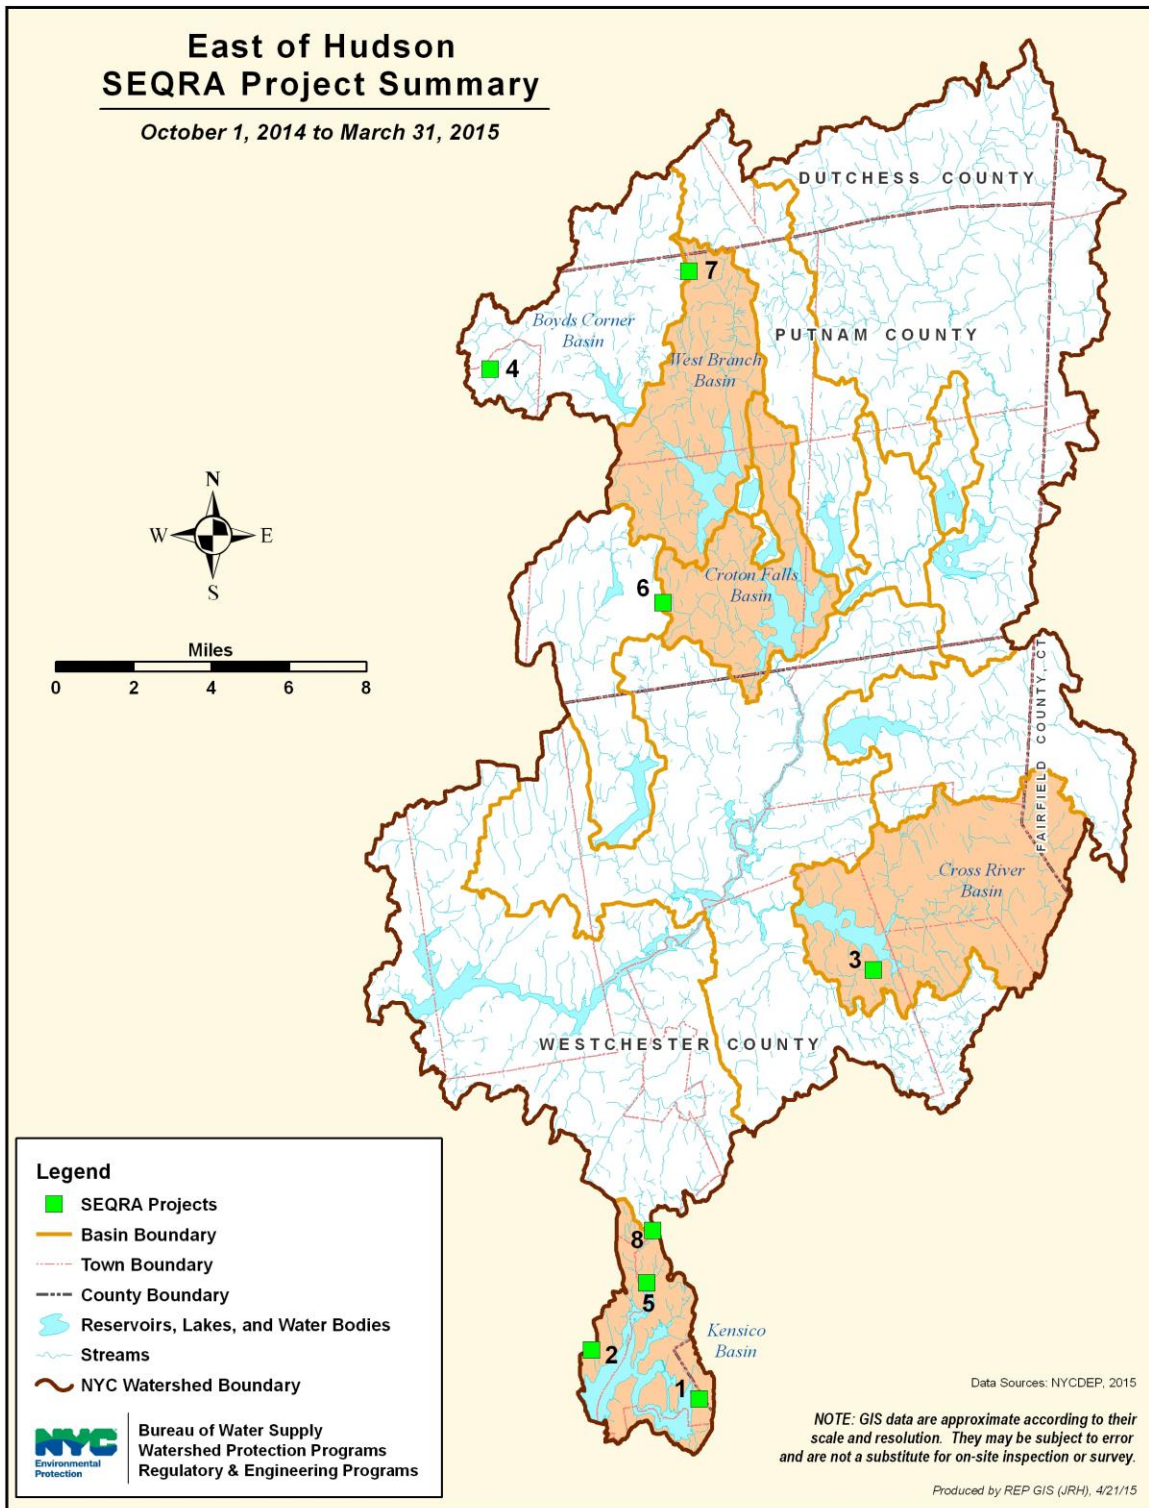 East of Hudson
SEQRA Project Summary
October 1, 2014 to March 31, 2015
DUTCHESS COUNTY
7
Boyds Corner
Basin
PUTNAM COUNTY
West Branch
Basin
4
N
W E
S
Croton Falls
Basin
6
Miles
0 2 4 6 8
FAIRFIELD COUNTY, CT
Cross River
Basin
3
WESTCHESTER COUNTY
Legend
SEQRA Projects
Basin Boundary
Town Boundary
County Boundary
Reservoirs, Lakes, and Water Bodies
Streams
NYC Watershed Boundary
8
5
Kensico
Basin
2
1
NYC
Environmental
Protection
Bureau of Water Supply
Watershed Protection Programs
Regulatory & Engineering Programs
Data Sources: NYCDEP, 2015
NOTE: GIS data are approximate according to their
scale and resolution. They may be subject to error
and are not a substitute for on-site inspection or survey.
Produced by REP GIS (JRH), 4/21/15